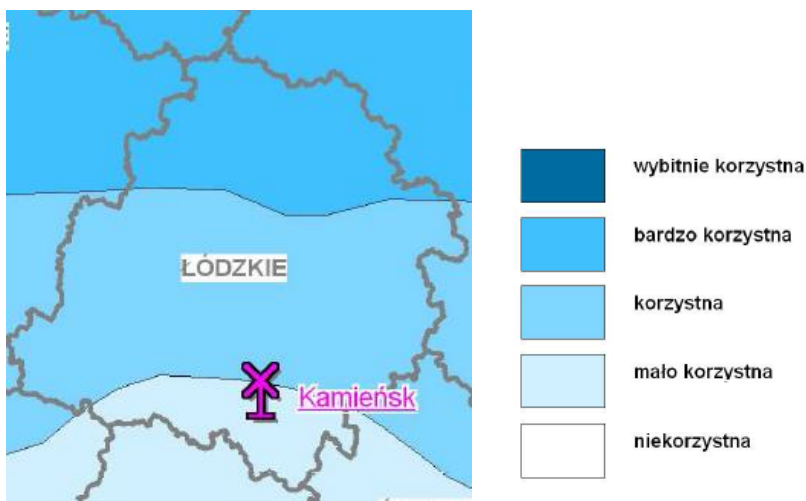 ŁÓDZKIE
Kamieńsk
wybitnie korzystna
bardzo korzystna
korzystna
mało korzystna
niekorzystna